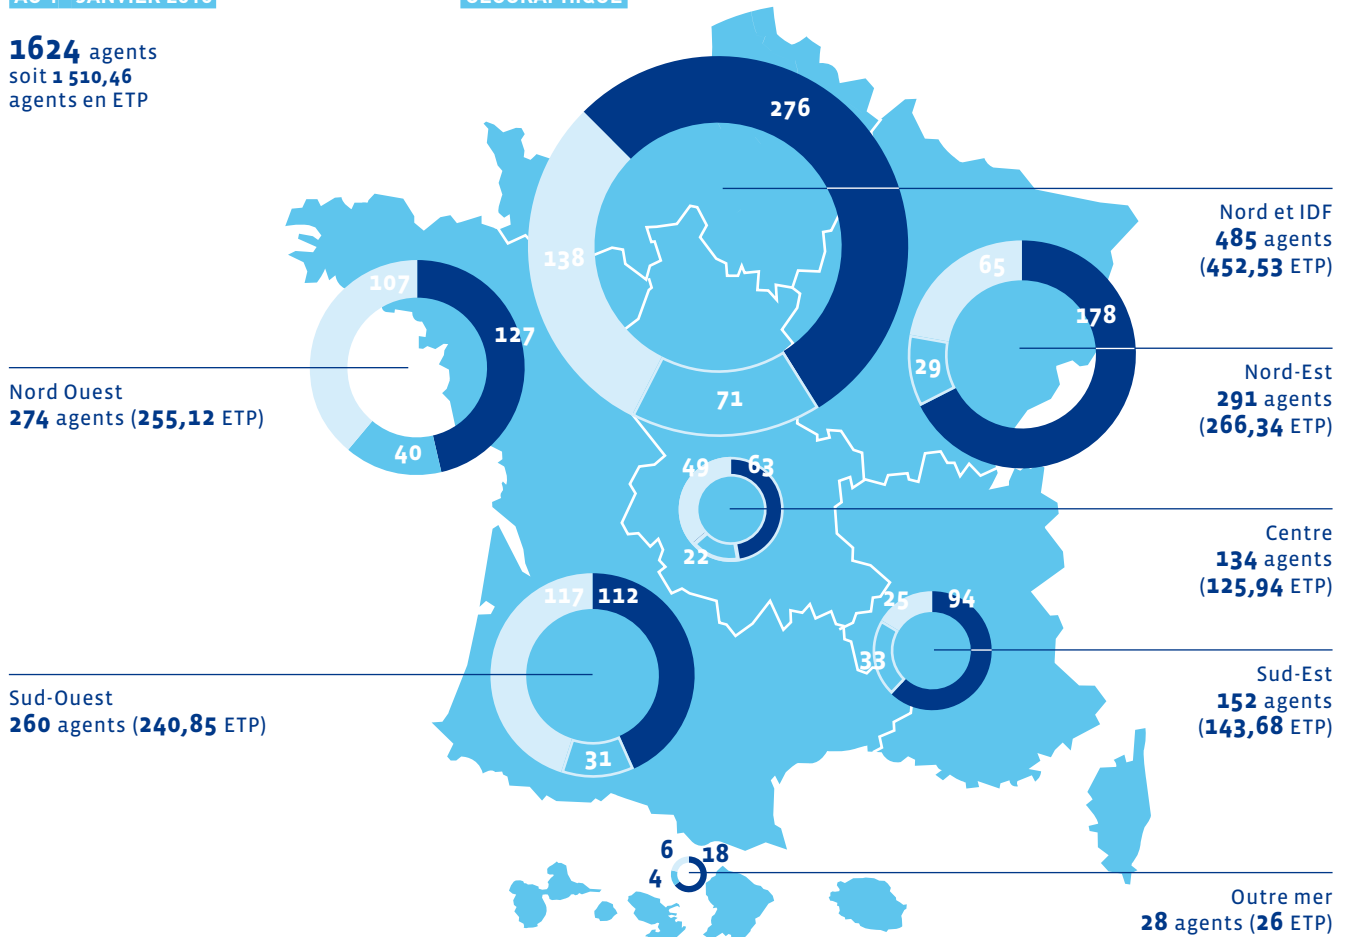 1624 agents
soit 1 510,46
agents en ETP
276
138
71
Nord et IDF
485 agents
(452,53 ETP)
107
127
40
Nord Ouest
274 agents (255,12 ETP)
65
178
29
Nord-Est
291 agents
(266,34 ETP)
49
63
22
Centre
134 agents
(125,94 ETP)
117
112
31
Sud-Ouest
260 agents (240,85 ETP)
25
94
33
Sud-Est
152 agents
(143,68 ETP)
6
18
4
Outre mer
28 agents (26 ETP)